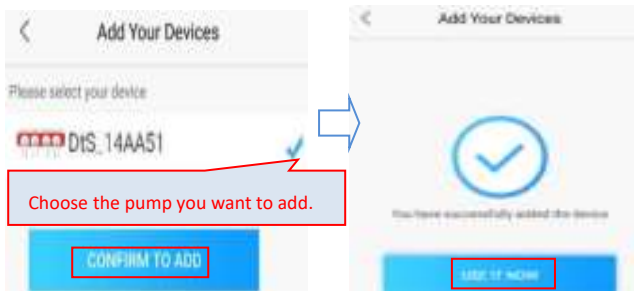 Add Your Devices
Please select your device
DtS_14AA51
Choose the pump you want to add.
CONFIRM TO ADD
Add Your Devices
You have successfully added the device
USE IT NOW